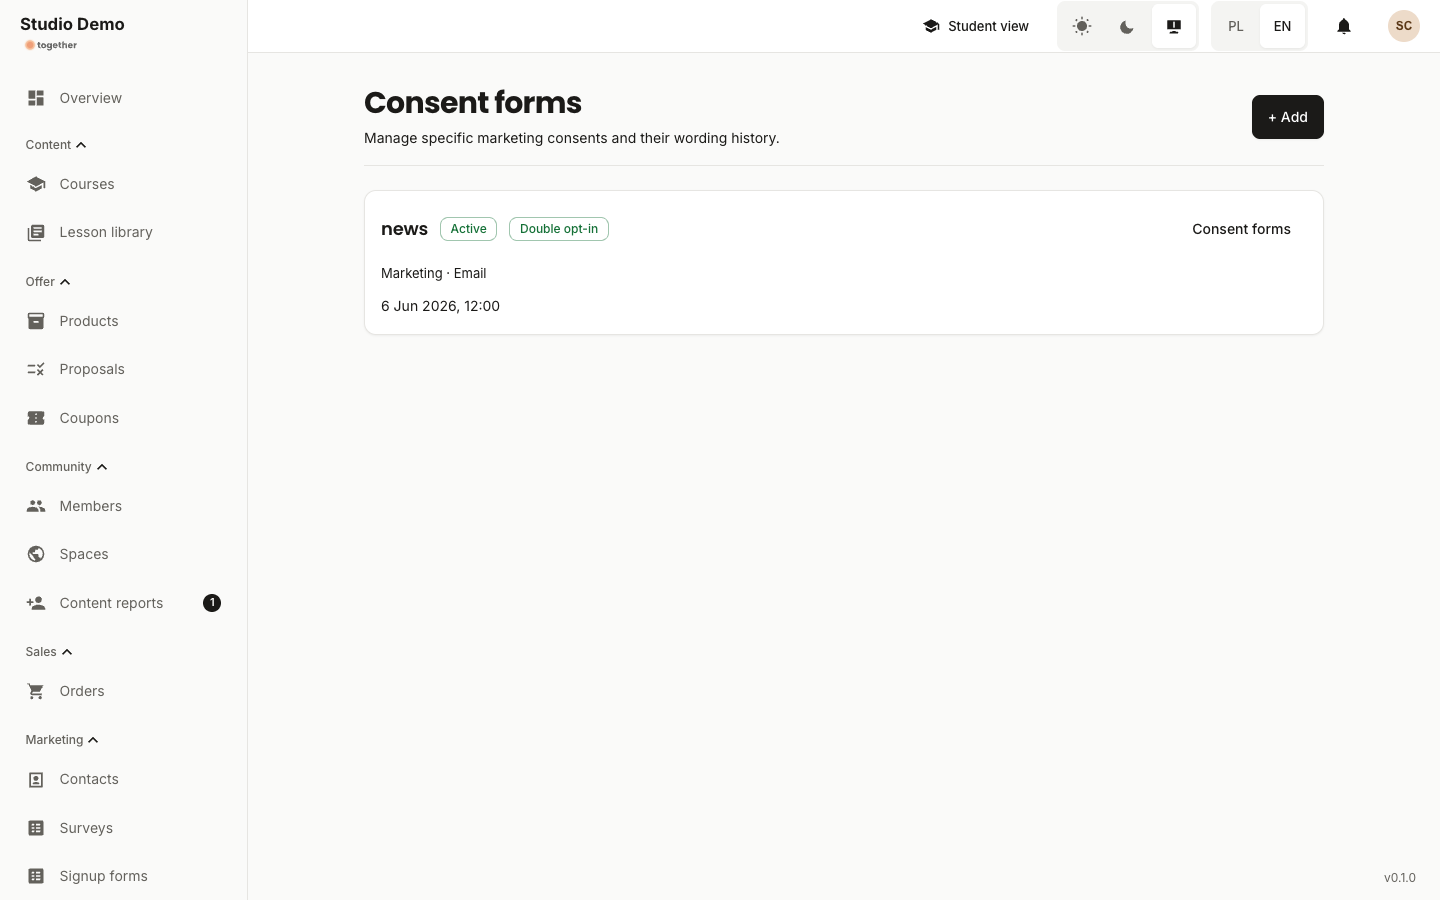 Studio Demo
together
Student view
PL
EN
SC
Overview
Content
Courses
Lesson library
Offer
Products
Proposals
Coupons
Community
Members
Spaces
Content reports
1
Sales
Orders
Marketing
Contacts
Surveys
Signup forms
Consent forms
Manage specific marketing consents and their wording history.
+ Add
news
Active
Double opt-in
Consent forms
Marketing · Email
6 Jun 2026, 12:00
v0.1.0